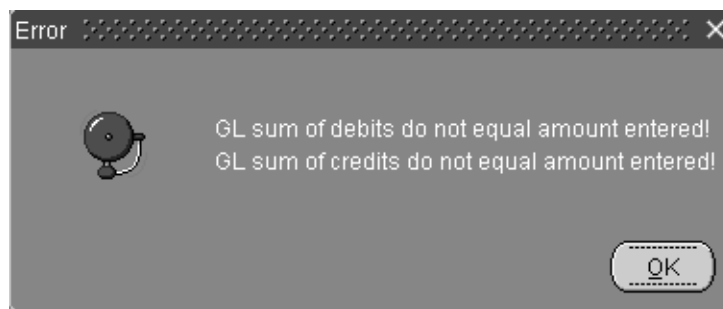 Error
GL sum of debits do not equal amount entered!
GL sum of credits do not equal amount entered!
OK